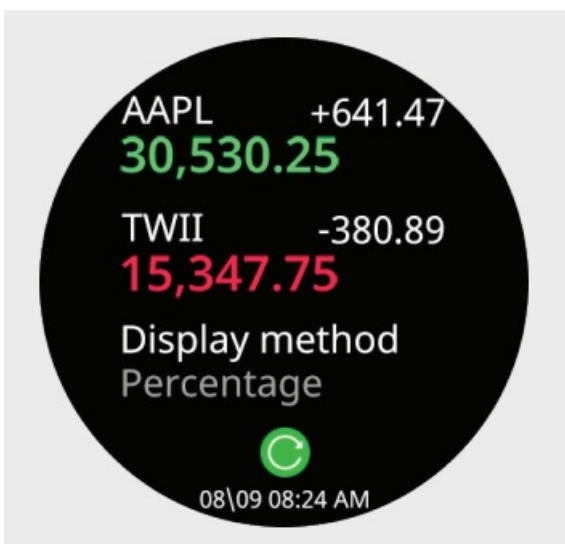 AAPL +641.47
30,530.25
TWII -380.89
15,347.75
Display method
Percentage
08\09 08:24 AM